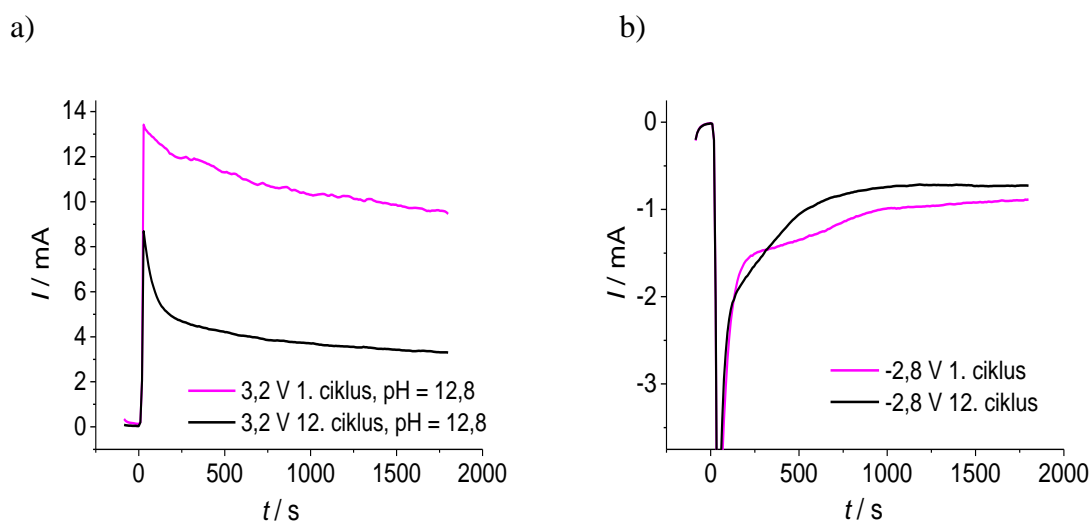 a)
b)
14
12
10
8
6
4
2
0
I / mA
0
500
1000
1500
2000
t / s
3,2 V 1. ciklus, pH = 12,8
3,2 V 12. ciklus, pH = 12,8
0
-1
-2
-3
I / mA
0
500
1000
1500
2000
t / s
-2,8 V 1. ciklus
-2,8 V 12. ciklus